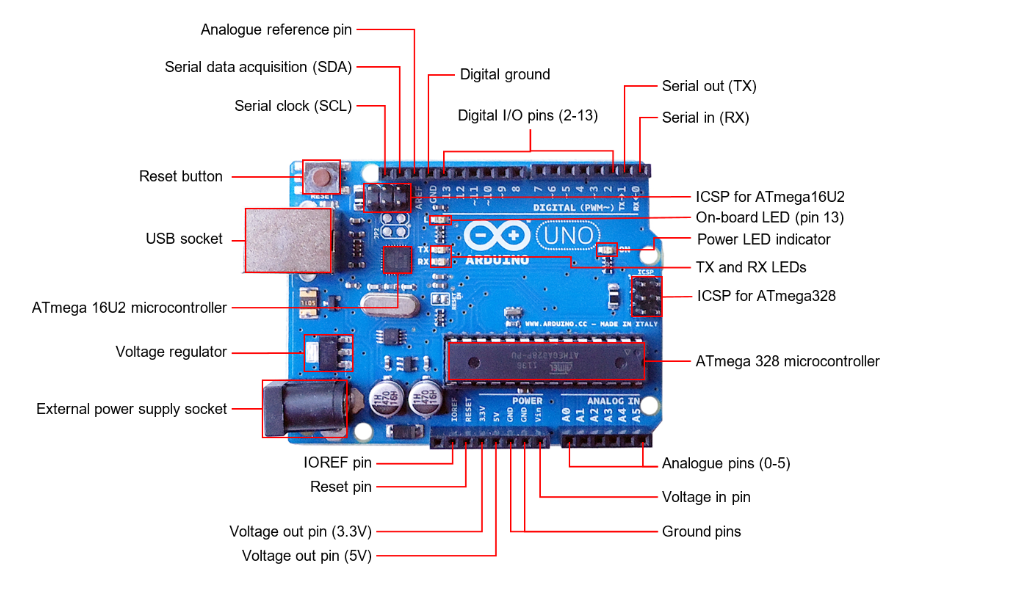 Analogue reference pin
Serial data acquisition (SDA)
Digital ground
Serial out (TX)
Serial clock (SCL)
Digital I/O pins (2-13)
Serial in (RX)
Reset button
RESET
AREF
GND
13
12
~11
~10
~9
8
7
~6
~5
4
~3
2
TX→1
RX←0
ICSP for ATmega16U2
DIGITAL (PWM~)
On-board LED (pin 13)
L
USB socket
JP2
UNO
Power LED indicator
TX
ON
RX
ARDUINO
TX and RX LEDs
ICSP
ICSP for ATmega328
ATmega 16U2 microcontroller
RESET
EN
WWW.ARDUINO.CC – MADE IN ITALY
Voltage regulator
ATMEGA328P-PU
ATmega 328 microcontroller
External power supply socket
POWER
ANALOG IN
IOREF
RESET
3.3V
5V
GND
GND
Vin
A0
A1
A2
A3
A4
A5
IOREF pin
Analogue pins (0-5)
Reset pin
Voltage in pin
Voltage out pin (3.3V)
Ground pins
Voltage out pin (5V)